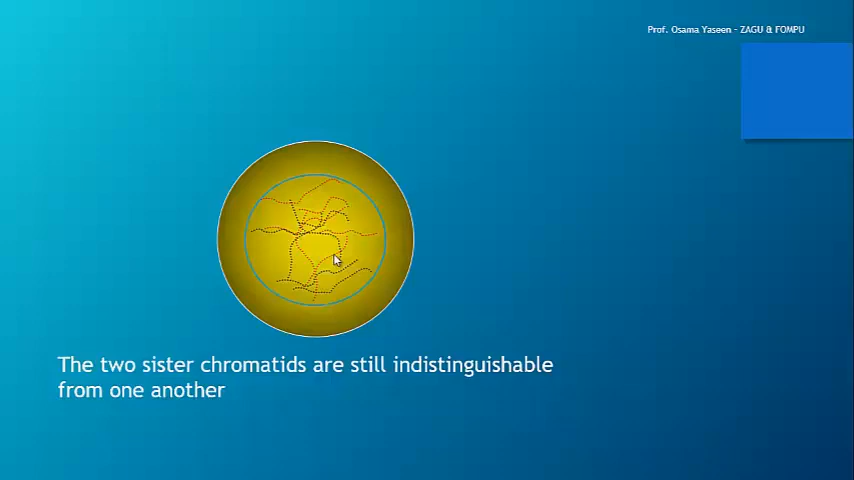 Prof. Osama Yaseen - ZAGU & FOMPU
The two sister chromatids are still indistinguishable
from one another